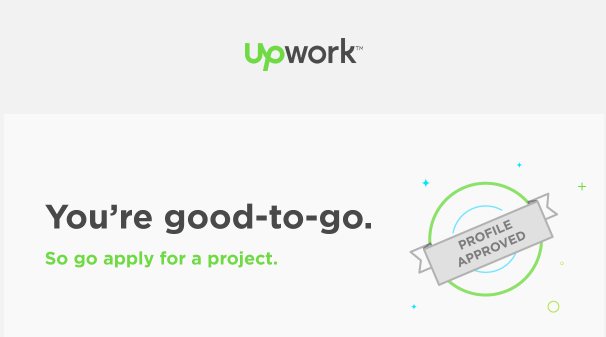 upwork™
You're good-to-go.
So go apply for a project.
PROFILE
APPROVED